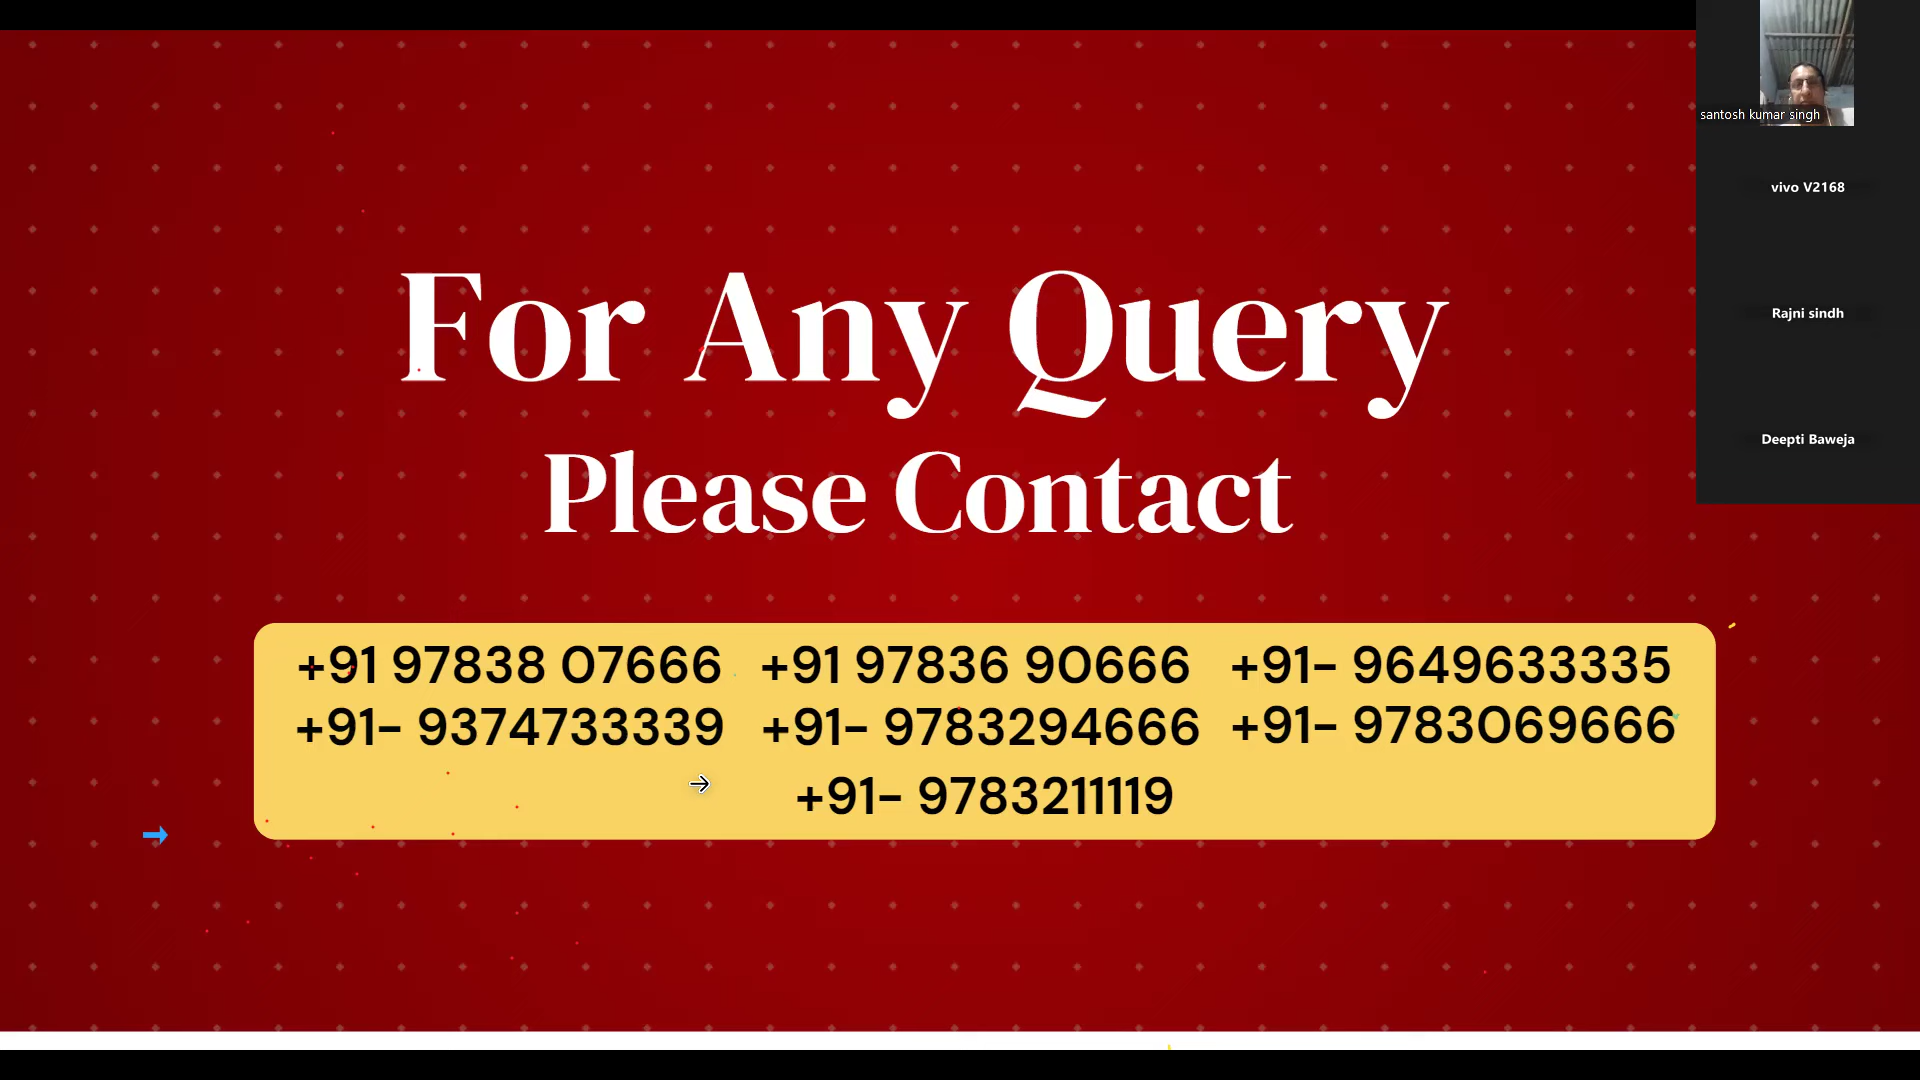 santosh kumar singh
vivo V2168
Rajni sindh
Deepti Baweja
For Any Query
Please Contact
+91 97838 07666 +91 97836 90666 +91- 9649633335
+91- 9374733339 +91- 9783294666 +91- 9783069666
+91- 9783211119